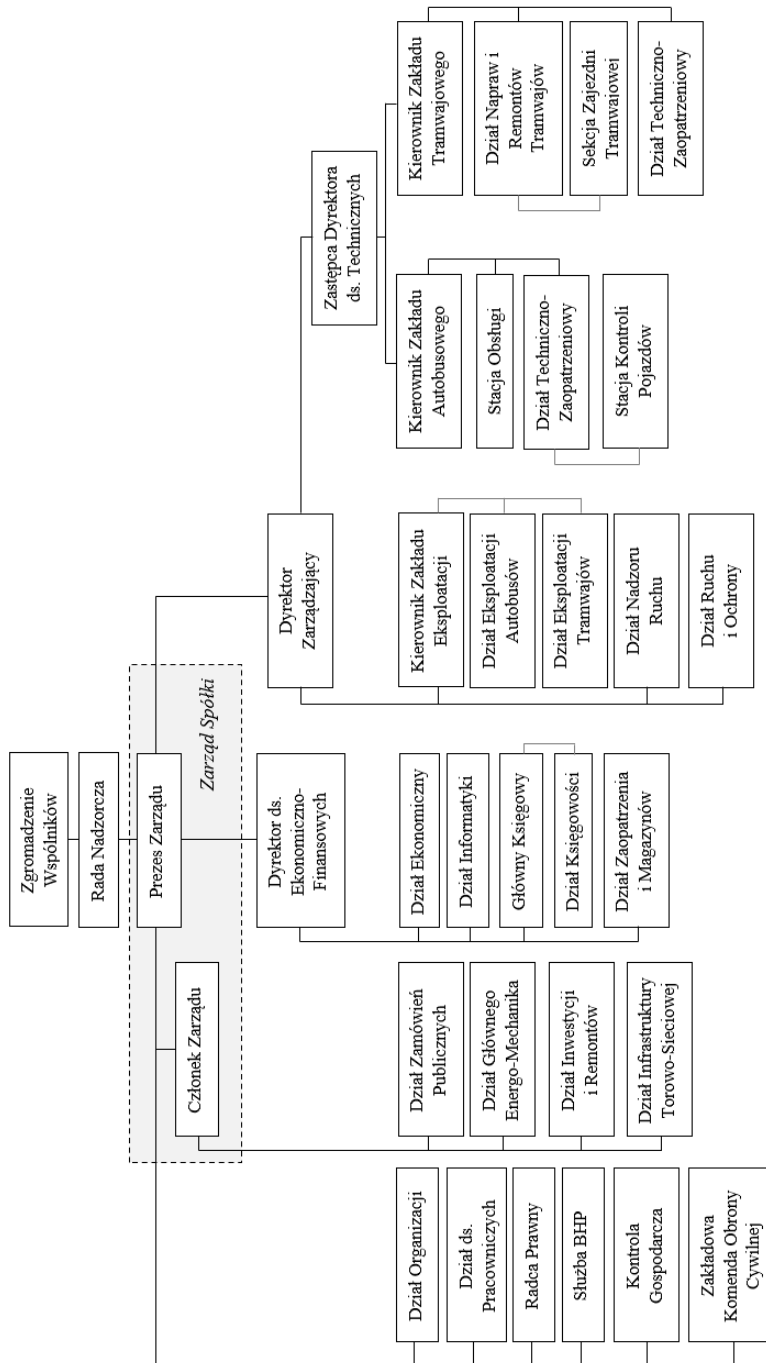 Zgromadzenie
Wspólników
Rada Nadzorcza
Prezes Zarządu
Członek Zarządu
Zarząd Spółki
Dział Organizacji
Dział ds.
Pracowniczych
Radca Prawny
Służba BHP
Kontrola
Gospodarcza
Zakładowa
Komenda Obrony
Cywilnej
Dział Zamówień
Publicznych
Dział Głównego
Energo-Mechanika
Dział Inwestycji
i Remontów
Dział Infrastruktury
Torowo-Sieciowej
Dyrektor ds.
Ekonomiczno-
Finansowych
Dział Ekonomiczny
Dział Informatyki
Główny Księgowy
Dział Księgowości
Dział Zaopatrzenia
i Magazynów
Dyrektor
Zarządzający
Kierownik Zakładu
Eksploatacji
Dział Eksploatacji
Autobusów
Dział Eksploatacji
Tramwajów
Dział Nadzoru
Ruchu
Dział Ruchu
i Ochrony
Zastępca Dyrektora
ds. Technicznych
Kierownik Zakładu
Autobusowego
Stacja Obsługi
Dział Techniczno-
Zaopatrzeniowy
Stacja Kontroli
Pojazdów
Kierownik Zakładu
Tramwajowego
Dział Napraw i
Remontów
Tramwajów
Sekcja Zajezdni
Tramwajowej
Dział Techniczno-
Zaopatrzeniowy